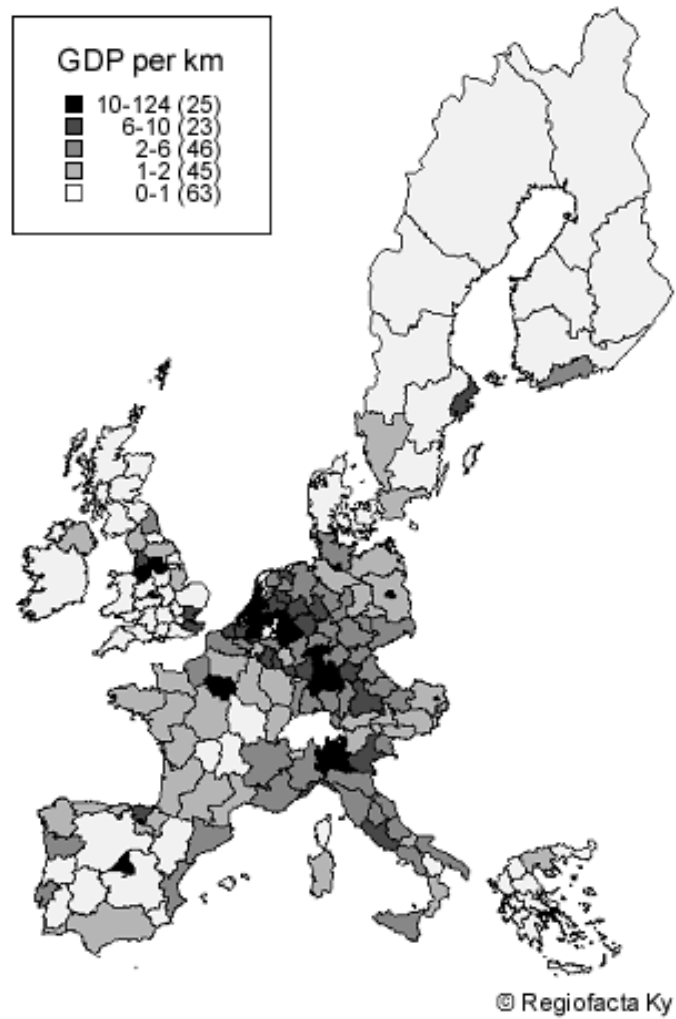 GDP per km
10-124 (25)
6-10 (23)
2-6 (46)
1-2 (45)
0-1 (63)
© Regiofacta Ky